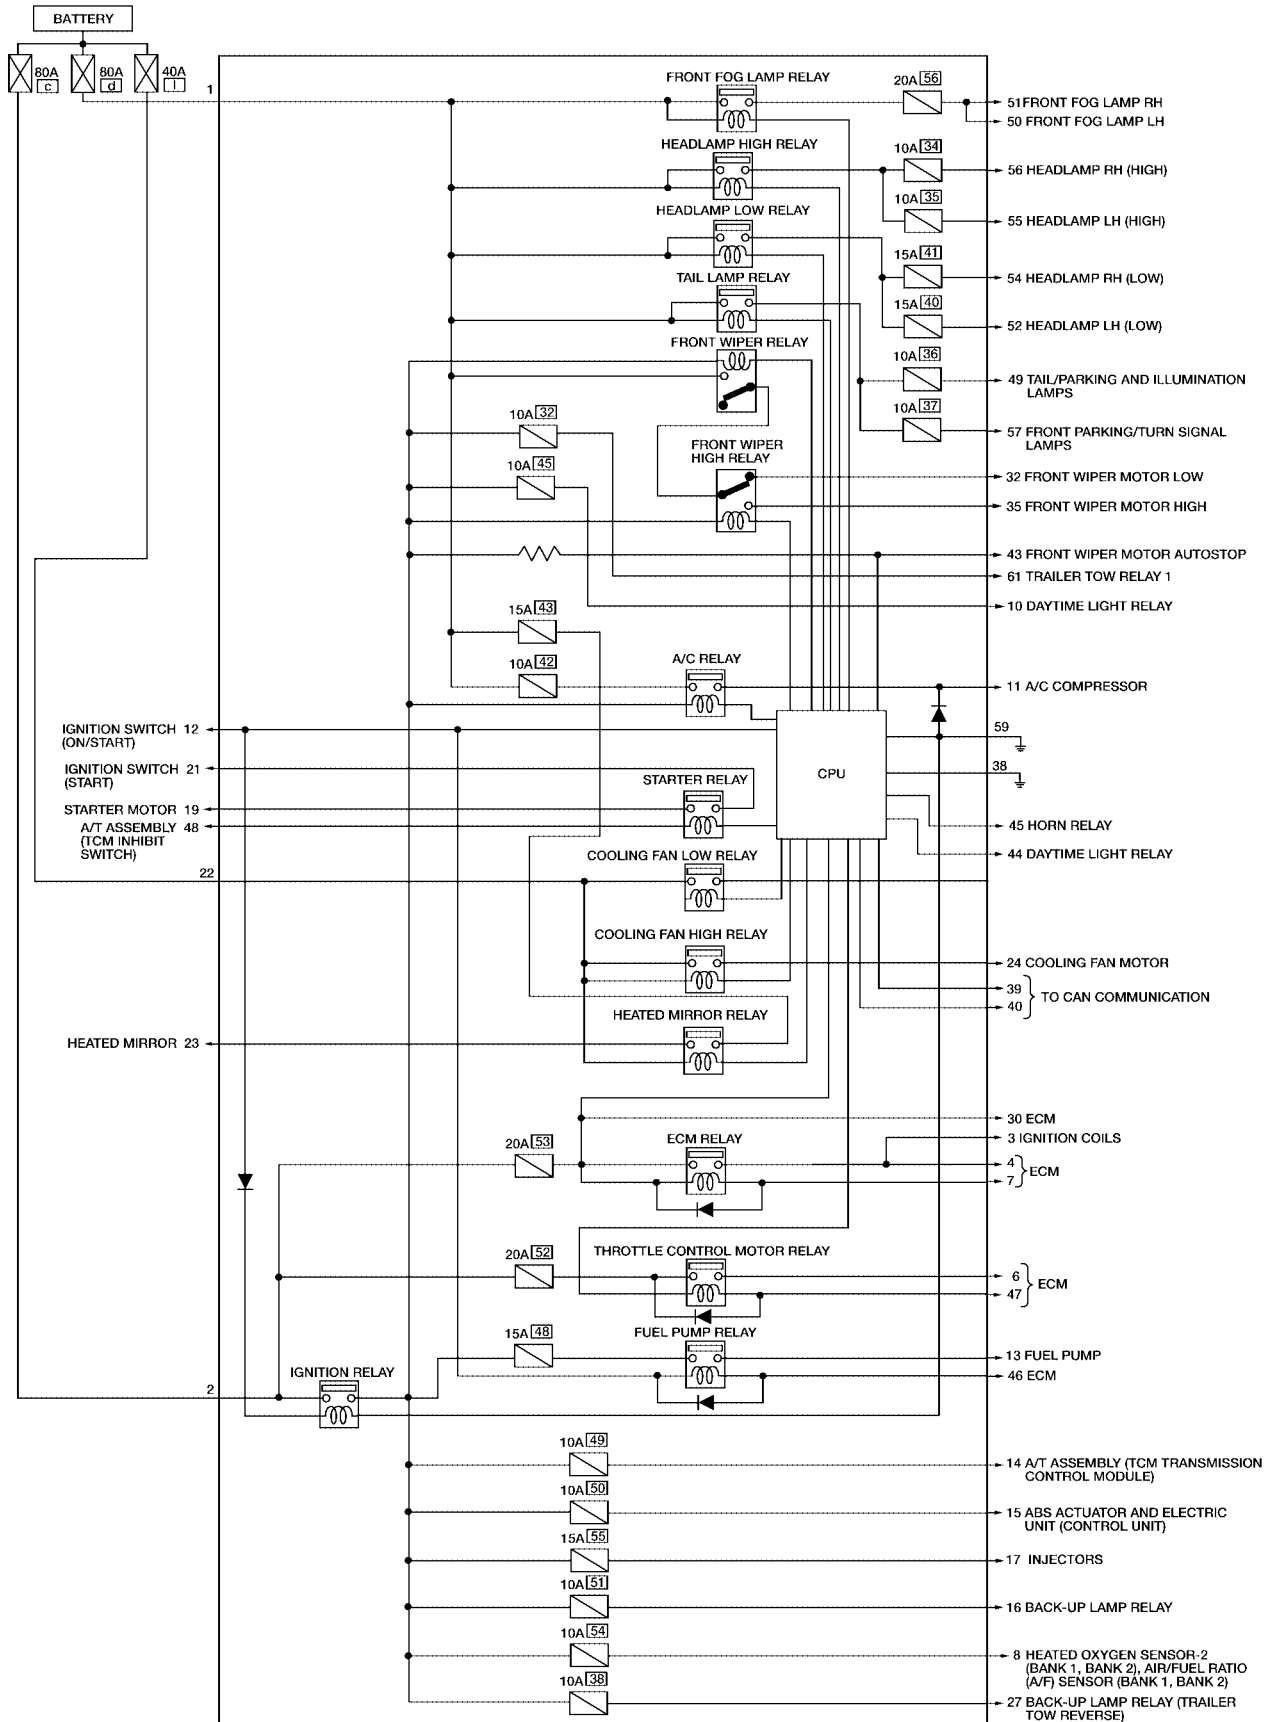 BATTERY
80A
c
80A
d
40A
I
1
FRONT FOG LAMP RELAY
20A 56
51 FRONT FOG LAMP RH
50 FRONT FOG LAMP LH
HEADLAMP HIGH RELAY
10A 34
56 HEADLAMP RH (HIGH)
10A 35
55 HEADLAMP LH (HIGH)
HEADLAMP LOW RELAY
15A 41
54 HEADLAMP RH (LOW)
TAIL LAMP RELAY
15A 40
52 HEADLAMP LH (LOW)
FRONT WIPER RELAY
10A 36
49 TAIL/PARKING AND ILLUMINATION
LAMPS
10A 32
10A 37
57 FRONT PARKING/TURN SIGNAL
LAMPS
FRONT WIPER
HIGH RELAY
10A 45
32 FRONT WIPER MOTOR LOW
35 FRONT WIPER MOTOR HIGH
43 FRONT WIPER MOTOR AUTOSTOP
61 TRAILER TOW RELAY 1
10 DAYTIME LIGHT RELAY
15A 43
10A 42
A/C RELAY
11 A/C COMPRESSOR
IGNITION SWITCH 12
(ON/START)
59
IGNITION SWITCH 21
(START)
STARTER RELAY
CPU
38
STARTER MOTOR 19
A/T ASSEMBLY 48
(TCM INHIBIT
SWITCH)
45 HORN RELAY
44 DAYTIME LIGHT RELAY
COOLING FAN LOW RELAY
22
COOLING FAN HIGH RELAY
24 COOLING FAN MOTOR
39
40
TO CAN COMMUNICATION
HEATED MIRROR RELAY
HEATED MIRROR 23
30 ECM
3 IGNITION COILS
20A 53
ECM RELAY
4
7
ECM
20A 52
THROTTLE CONTROL MOTOR RELAY
6
47
ECM
15A 48
FUEL PUMP RELAY
13 FUEL PUMP
46 ECM
IGNITION RELAY
2
10A 49
14 A/T ASSEMBLY (TCM TRANSMISSION
CONTROL MODULE)
10A 50
15 ABS ACTUATOR AND ELECTRIC
UNIT (CONTROL UNIT)
15A 55
17 INJECTORS
10A 51
16 BACK-UP LAMP RELAY
10A 54
8 HEATED OXYGEN SENSOR-2
(BANK 1, BANK 2), AIR/FUEL RATIO
(A/F) SENSOR (BANK 1, BANK 2)
10A 38
27 BACK-UP LAMP RELAY (TRAILER
TOW REVERSE)